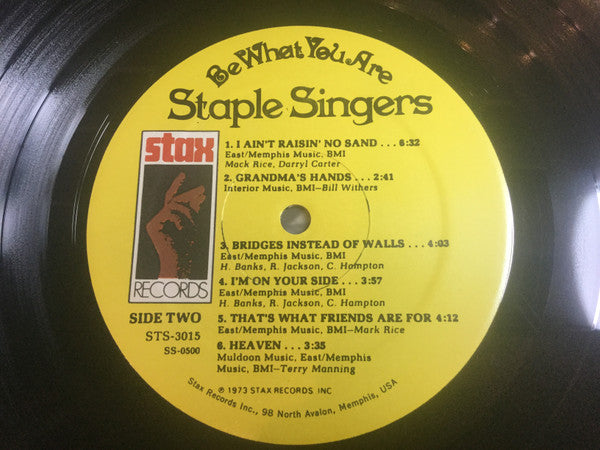 Be What You Are
Staple Singers
stax
RECORDS
1. I AIN'T RAISIN' NO SAND . . . 6:32
East/Memphis Music, BMI
Mack Rice, Darryl Carter
2. GRANDMA'S HANDS . . . 2:41
Interior Music, BMI—Bill Withers
3. BRIDGES INSTEAD OF WALLS . . . 4:03
East/Memphis Music, BMI
H. Banks, R. Jackson, C. Hampton
4. I'M ON YOUR SIDE . . . 3:57
East/Memphis Music, BMI
H. Banks, R. Jackson, C. Hampton
SIDE TWO
STS-3015
SS-0500
5. THAT'S WHAT FRIENDS ARE FOR 4:12
East/Memphis Music, BMI—Mark Rice
6. HEAVEN . . . 3:35
Muldoon Music, East/Memphis
Music, BMI—Terry Manning
℗ 1973 STAX RECORDS INC
Stax Records Inc., 98 North Avalon, Memphis, USA